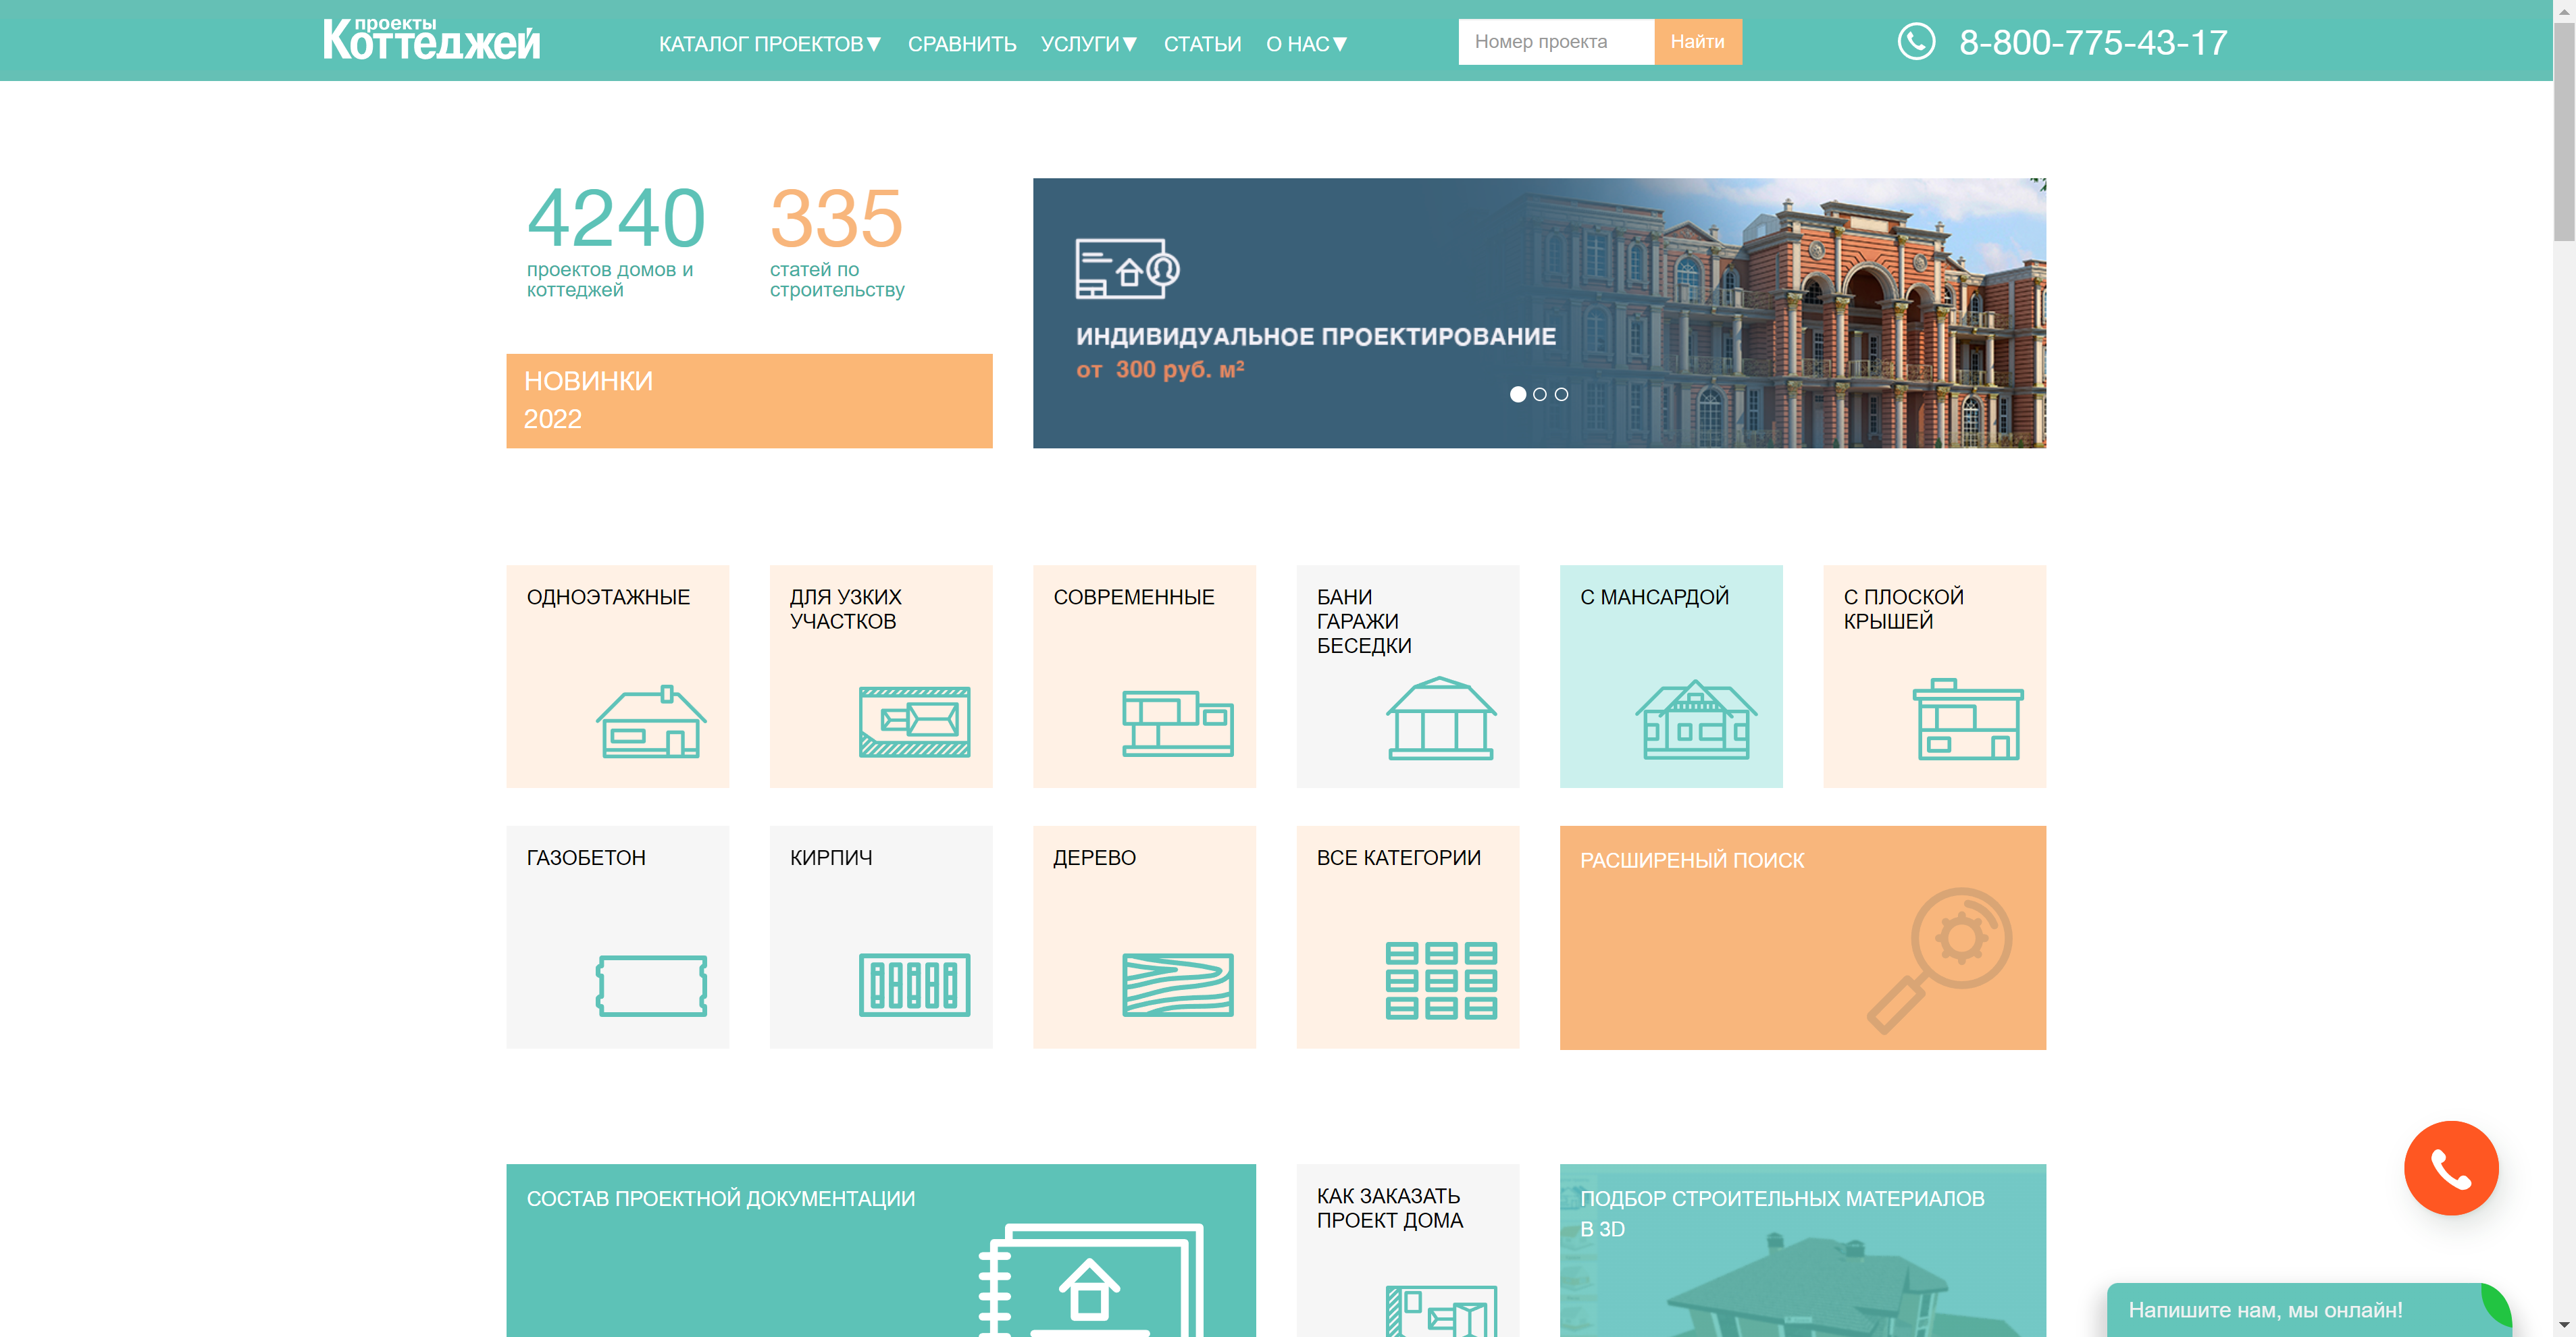 проекты
Коттеджей
КАТАЛОГ ПРОЕКТОВ▼ СРАВНИТЬ УСЛУГИ▼ СТАТЬИ О НАС▼
Номер проекта Найти
8-800-775-43-17
4240
проектов домов и
коттеджей
335
статей по
строительству
НОВИНКИ
2022
ИНДИВИДУАЛЬНОЕ ПРОЕКТИРОВАНИЕ
от 300 руб. м²
ОДНОЭТАЖНЫЕ
ДЛЯ УЗКИХ
УЧАСТКОВ
СОВРЕМЕННЫЕ
БАНИ
ГАРАЖИ
БЕСЕДКИ
С МАНСАРДОЙ
С ПЛОСКОЙ
КРЫШЕЙ
ГАЗОБЕТОН
КИРПИЧ
ДЕРЕВО
ВСЕ КАТЕГОРИИ
РАСШИРЕНЫЙ ПОИСК
СОСТАВ ПРОЕКТНОЙ ДОКУМЕНТАЦИИ
КАК ЗАКАЗАТЬ
ПРОЕКТ ДОМА
ПОДБОР СТРОИТЕЛЬНЫХ МАТЕРИАЛОВ
В 3D
Напишите нам, мы онлайн!